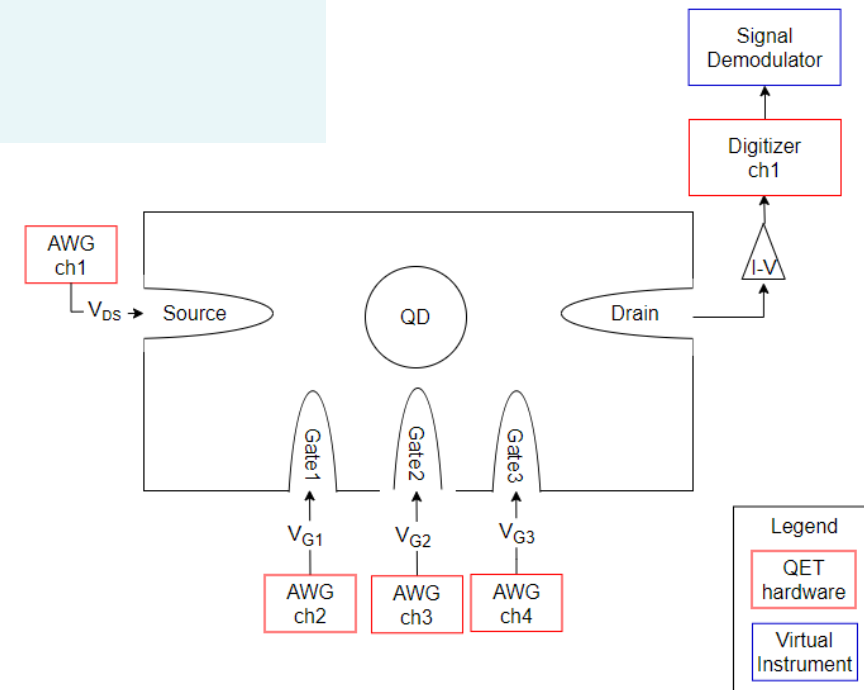 Signal
Demodulator
Digitizer
ch1
I-V
AWG
ch1
VDS
Source
QD
Drain
Gate1
Gate2
Gate3
VG1
VG2
VG3
AWG
ch2
AWG
ch3
AWG
ch4
Legend
QET
hardware
Virtual
Instrument